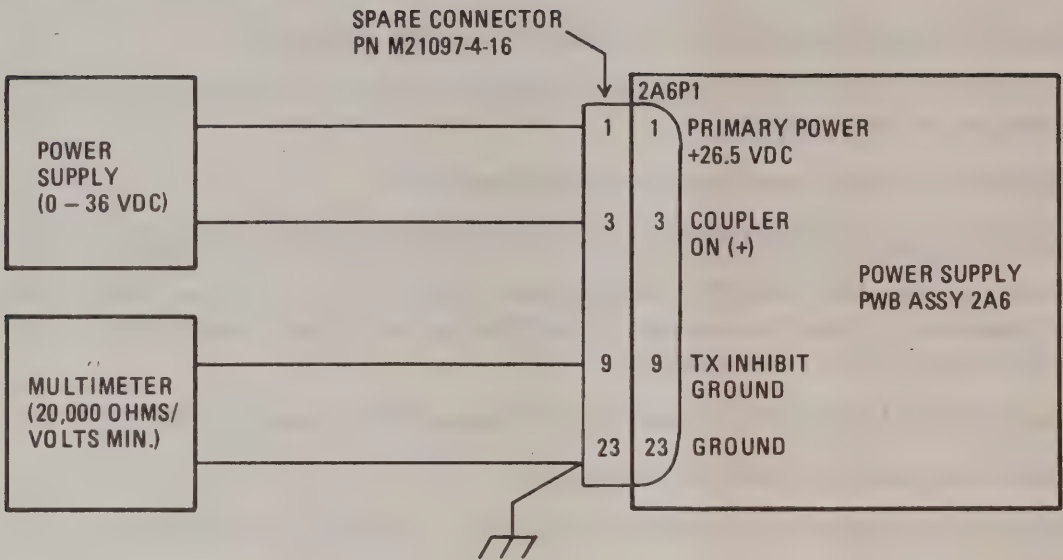 SPARE CONNECTOR
PN M21097-4-16
POWER
SUPPLY
(0 – 36 VDC)
MULTIMETER
(20,000 OHMS/
VOLTS MIN.)
2A6P1
1 1 PRIMARY POWER
+26.5 VDC
3 3 COUPLER
ON (+)
9 9 TX INHIBIT
GROUND
23 23 GROUND
POWER SUPPLY
PWB ASSY 2A6